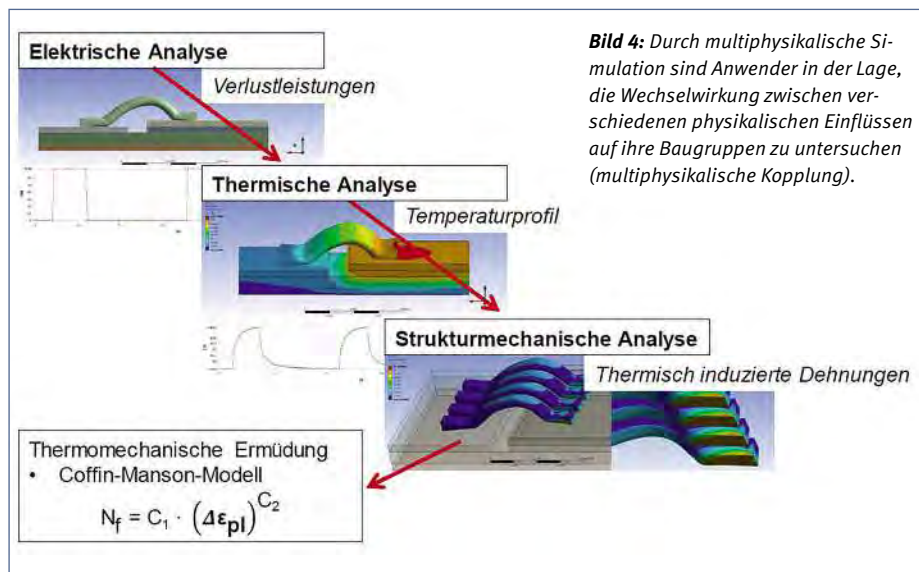 Elektrische Analyse
Verlustleistungen
Bild 4: Durch multiphysikalische Si-
mulation sind Anwender in der Lage,
die Wechselwirkung zwischen ver-
schiedenen physikalischen Einflüssen
auf ihre Baugruppen zu untersuchen
(multiphysikalische Kopplung).
Thermische Analyse
Temperaturprofil
Strukturmechanische Analyse
Thermisch induzierte Dehnungen
Thermomechanische Ermüdung
• Coffin-Manson-Modell
N_f = C₁ · (Δε_pl)^C₂